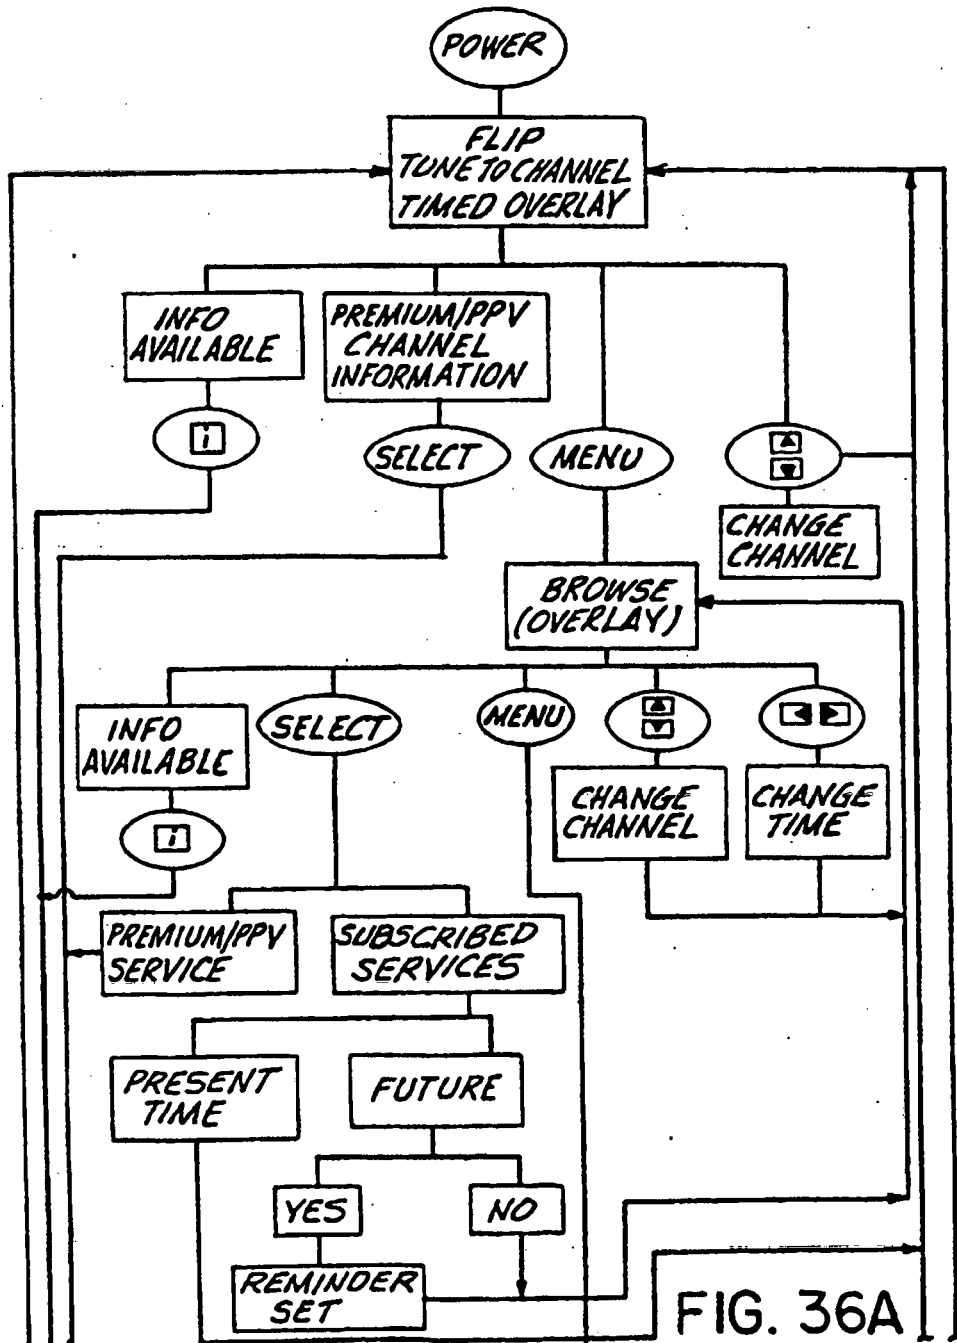 POWER
FLIP
TUNE TO CHANNEL
TIMED OVERLAY
INFO
AVAILABLE
PREMIUM/PPV
CHANNEL
INFORMATION
i
SELECT
MENU
CHANGE
CHANNEL
BROWSE
(OVERLAY)
INFO
AVAILABLE
SELECT
MENU
CHANGE
CHANNEL
CHANGE
TIME
i
PREMIUM/PPV
SERVICE
SUBSCRIBED
SERVICES
PRESENT
TIME
FUTURE
YES
NO
REMINDER
SET
FIG. 36A